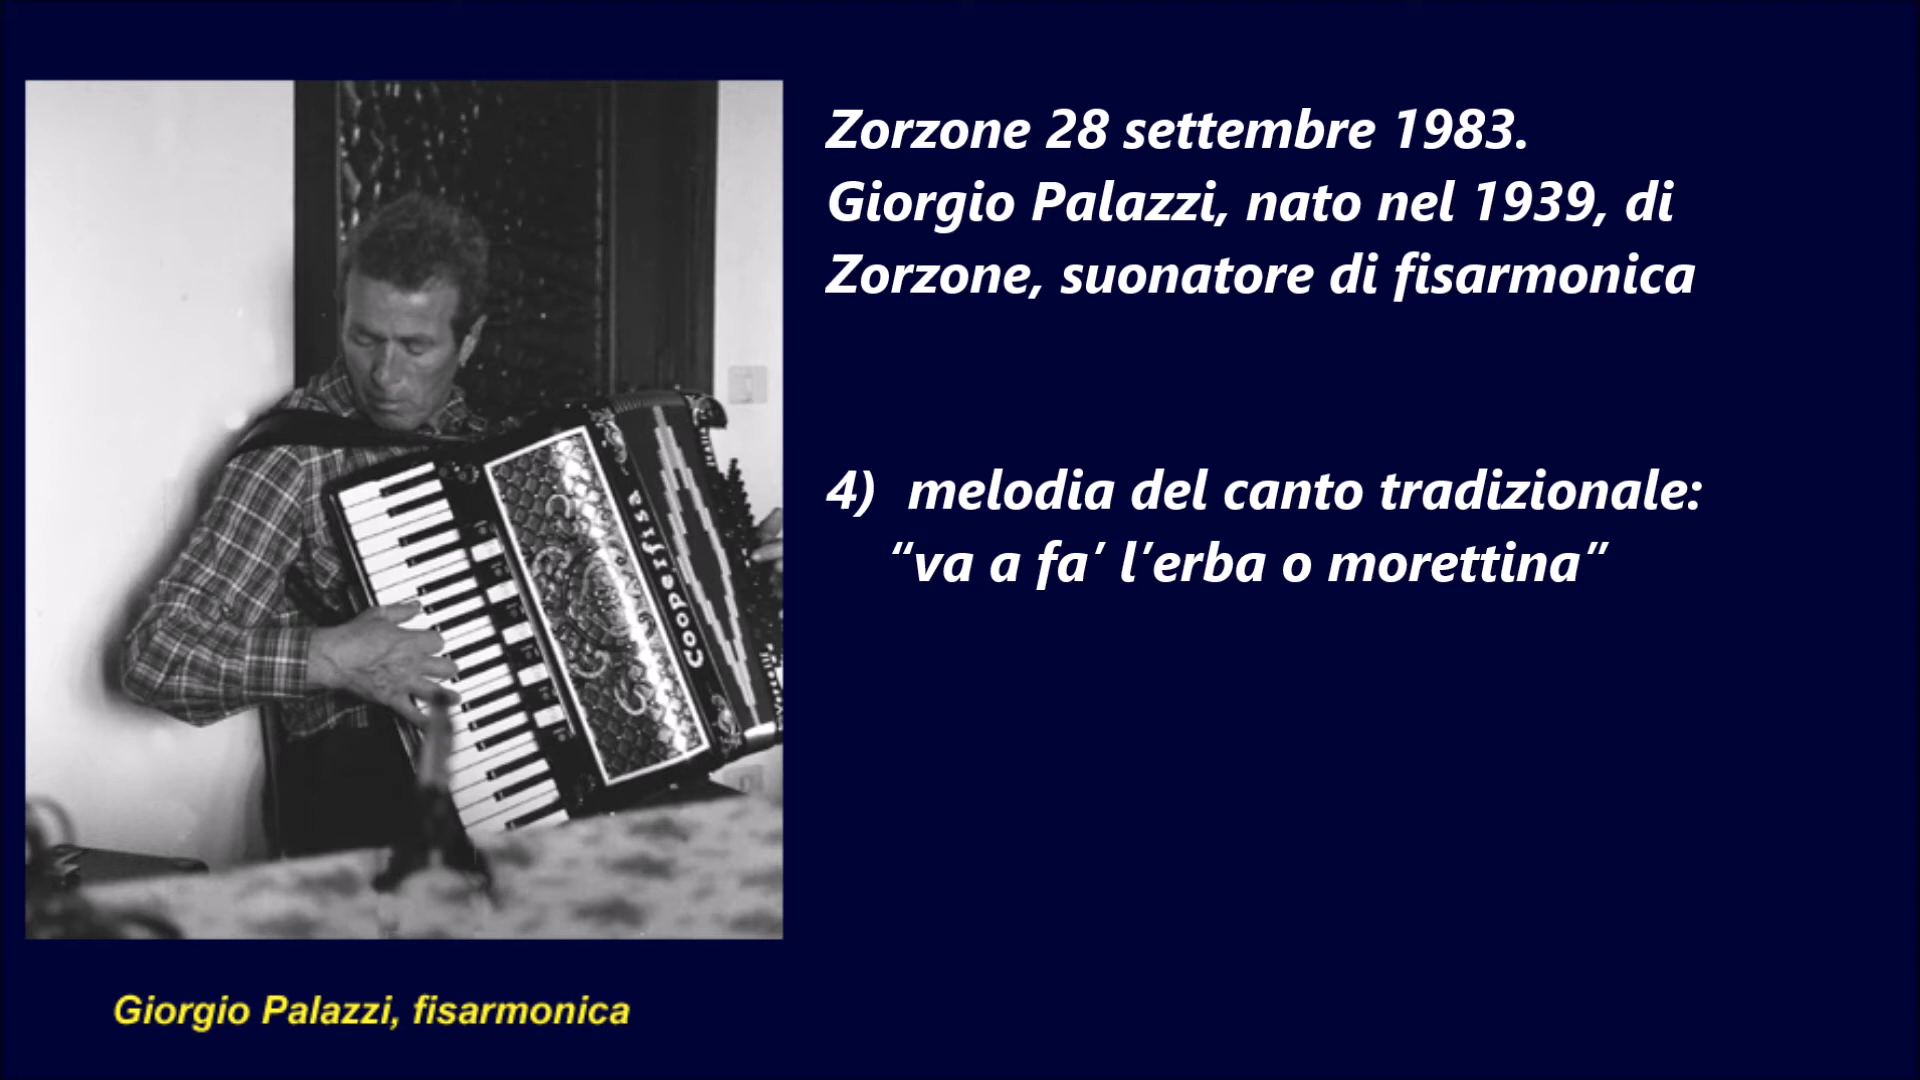 Zorzone 28 settembre 1983.
Giorgio Palazzi, nato nel 1939, di
Zorzone, suonatore di fisarmonica
4) melodia del canto tradizionale:
“va a fa’ l’erba o morettina”
Cooperfisa
Giorgio Palazzi, fisarmonica